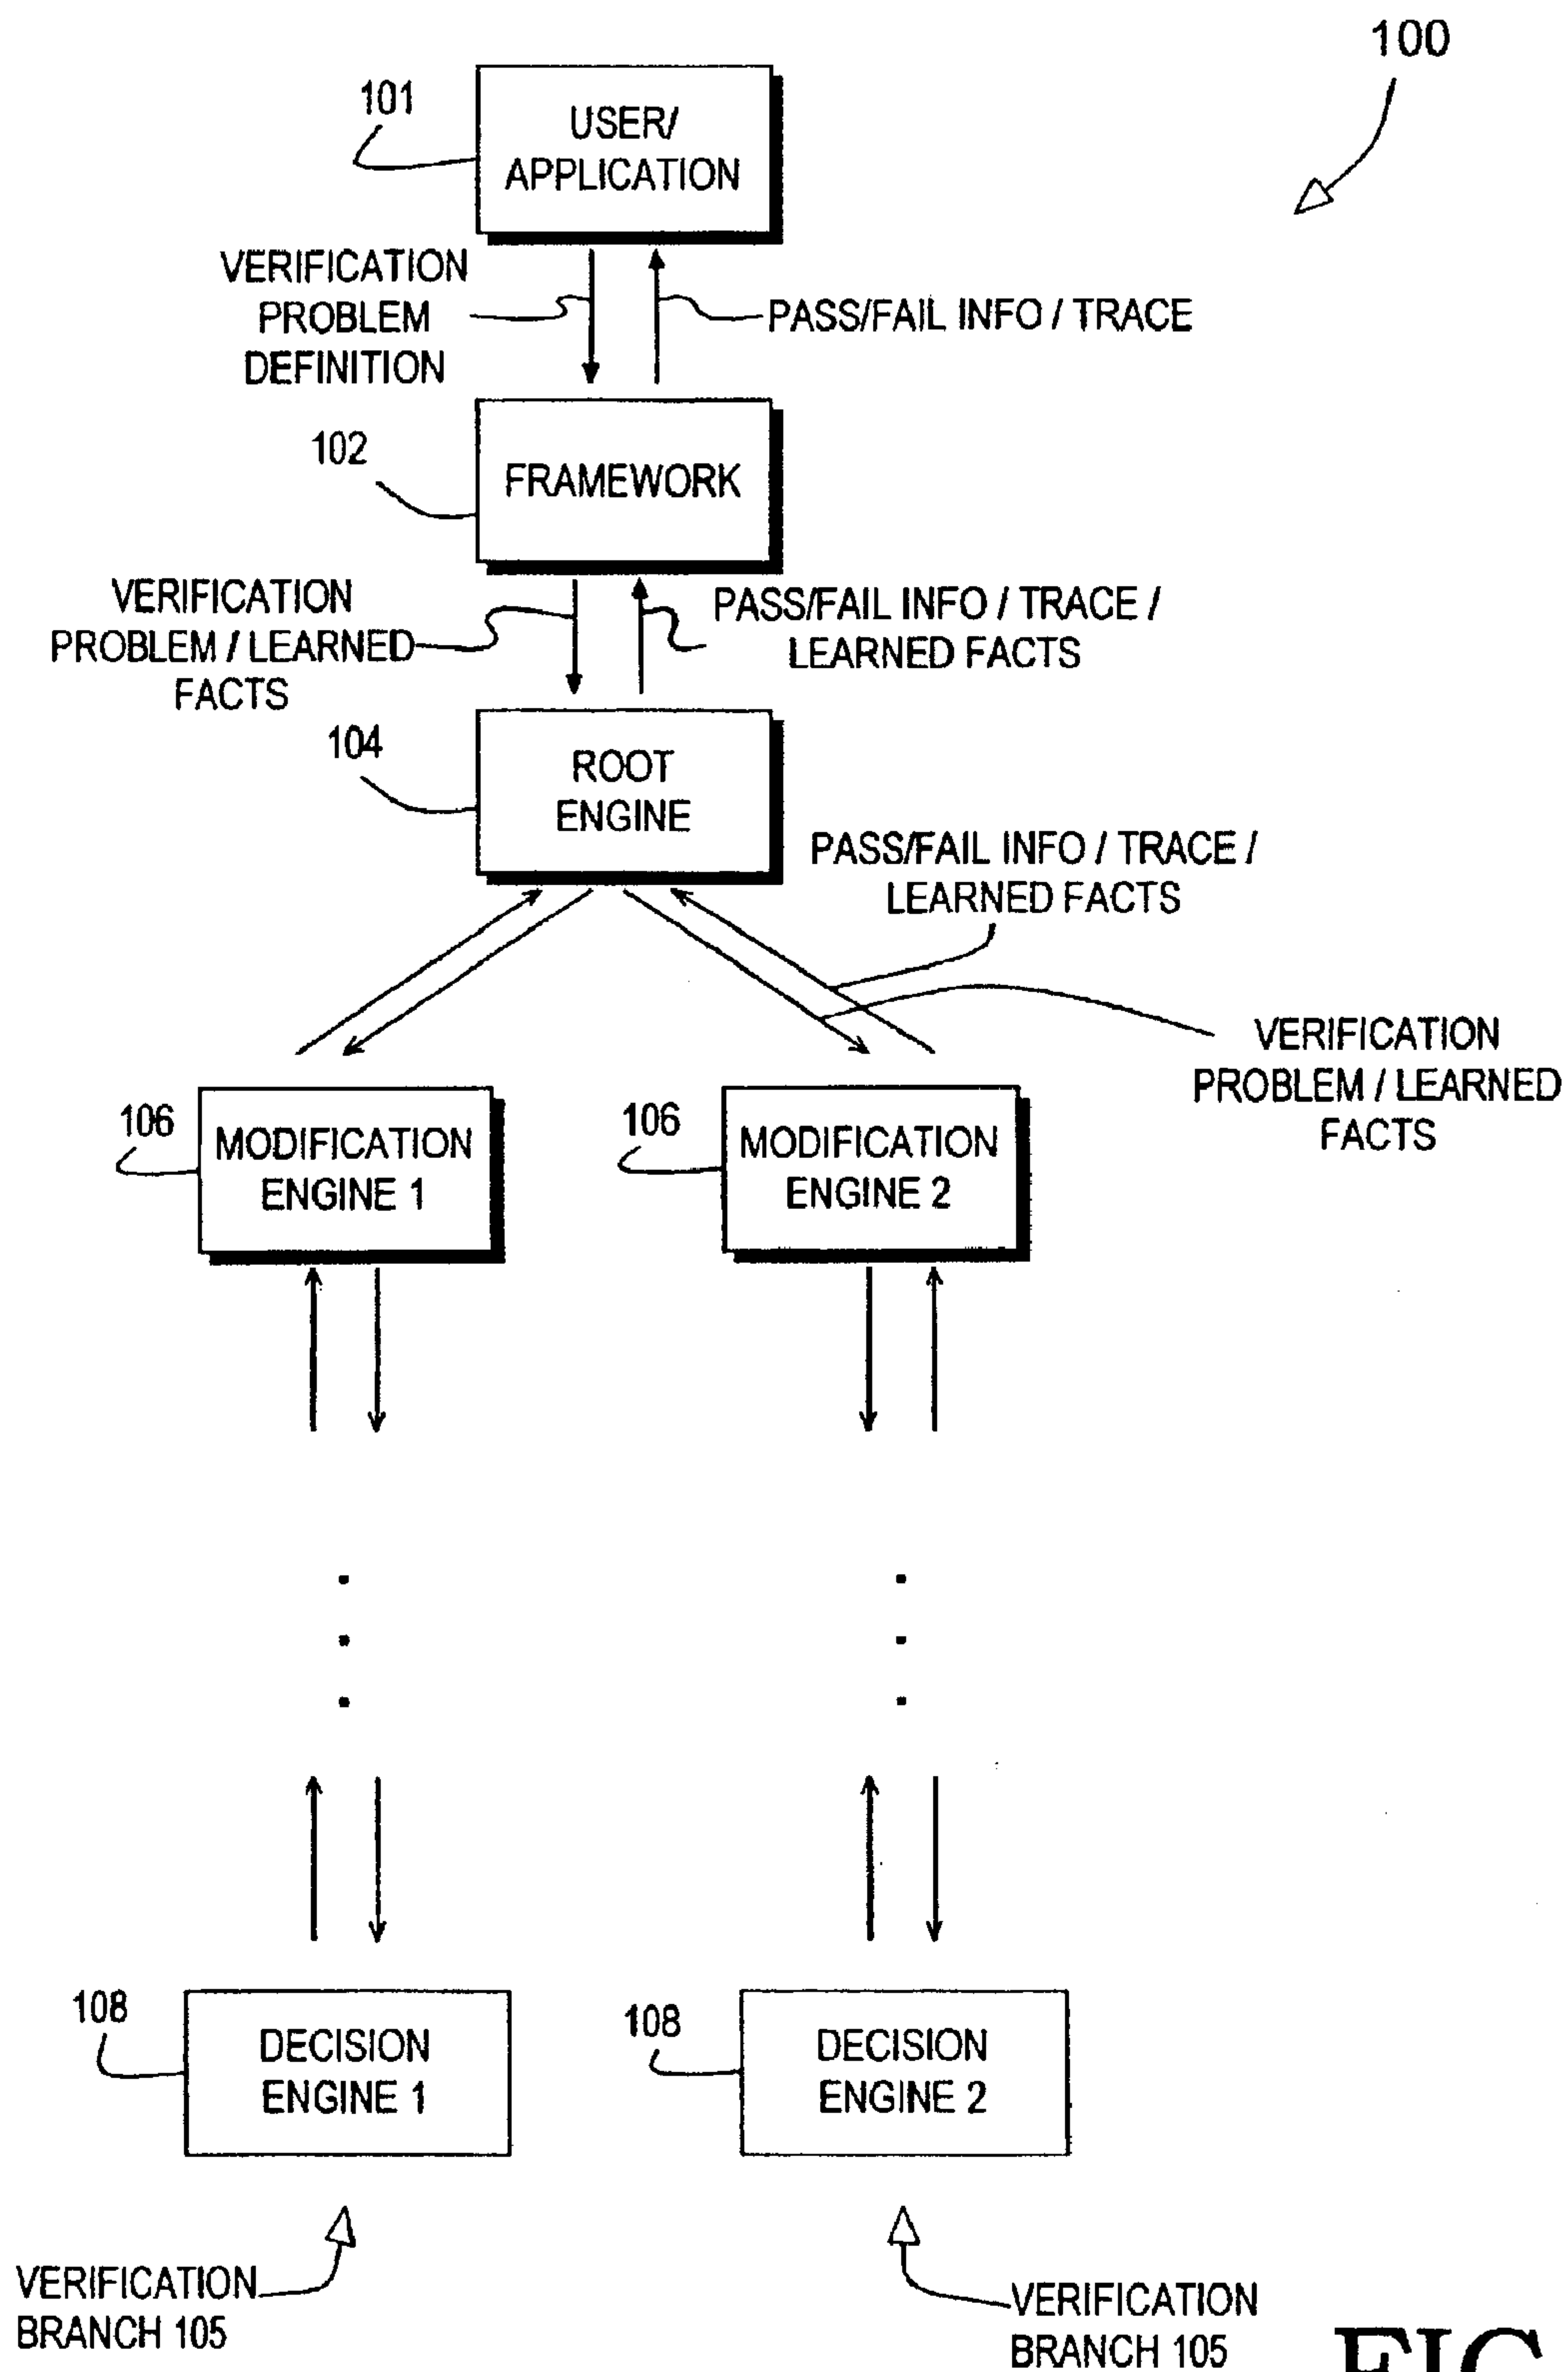 100
101
USER/
APPLICATION
VERIFICATION
PROBLEM
DEFINITION
PASS/FAIL INFO / TRACE
102
FRAMEWORK
VERIFICATION
PROBLEM / LEARNED
FACTS
PASS/FAIL INFO / TRACE /
LEARNED FACTS
104
ROOT
ENGINE
PASS/FAIL INFO / TRACE /
LEARNED FACTS
VERIFICATION
PROBLEM / LEARNED
FACTS
106
MODIFICATION
ENGINE 1
106
MODIFICATION
ENGINE 2
108
DECISION
ENGINE 1
108
DECISION
ENGINE 2
VERIFICATION
BRANCH 105
VERIFICATION
BRANCH 105